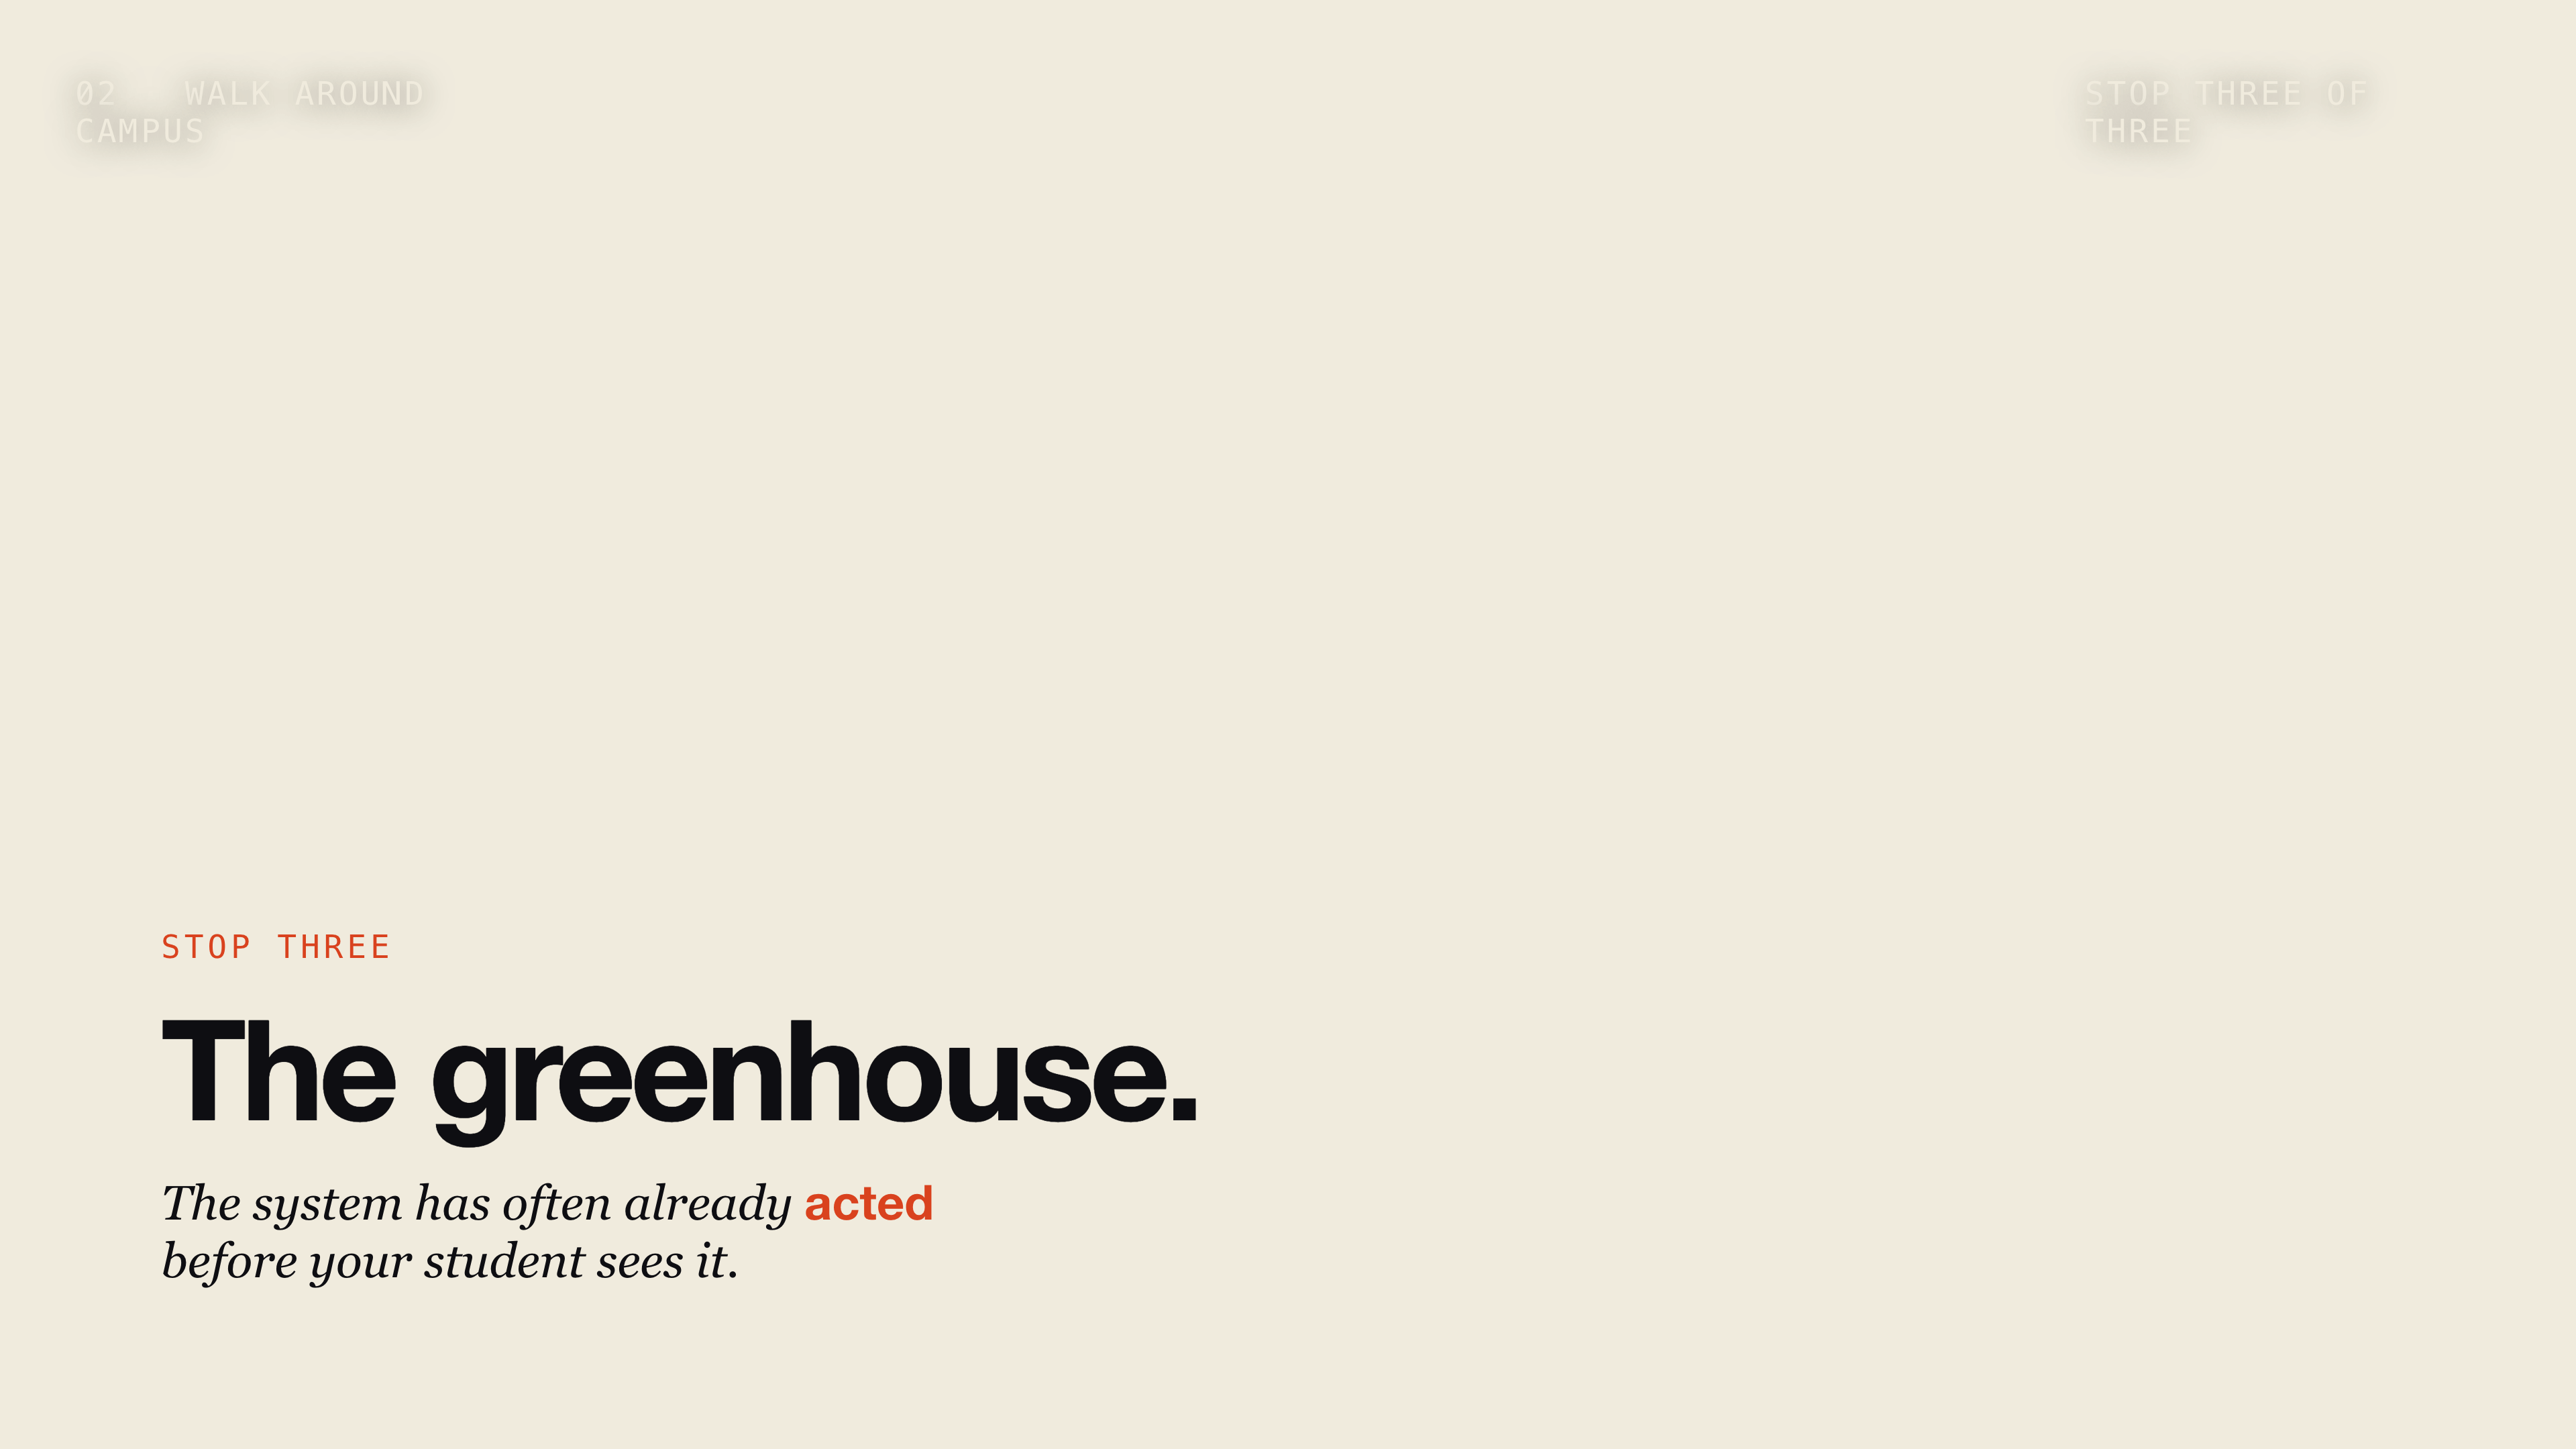 02 WALK AROUND
CAMPUS
STOP THREE OF
THREE
STOP THREE
The greenhouse.
The system has often already acted
before your student sees it.